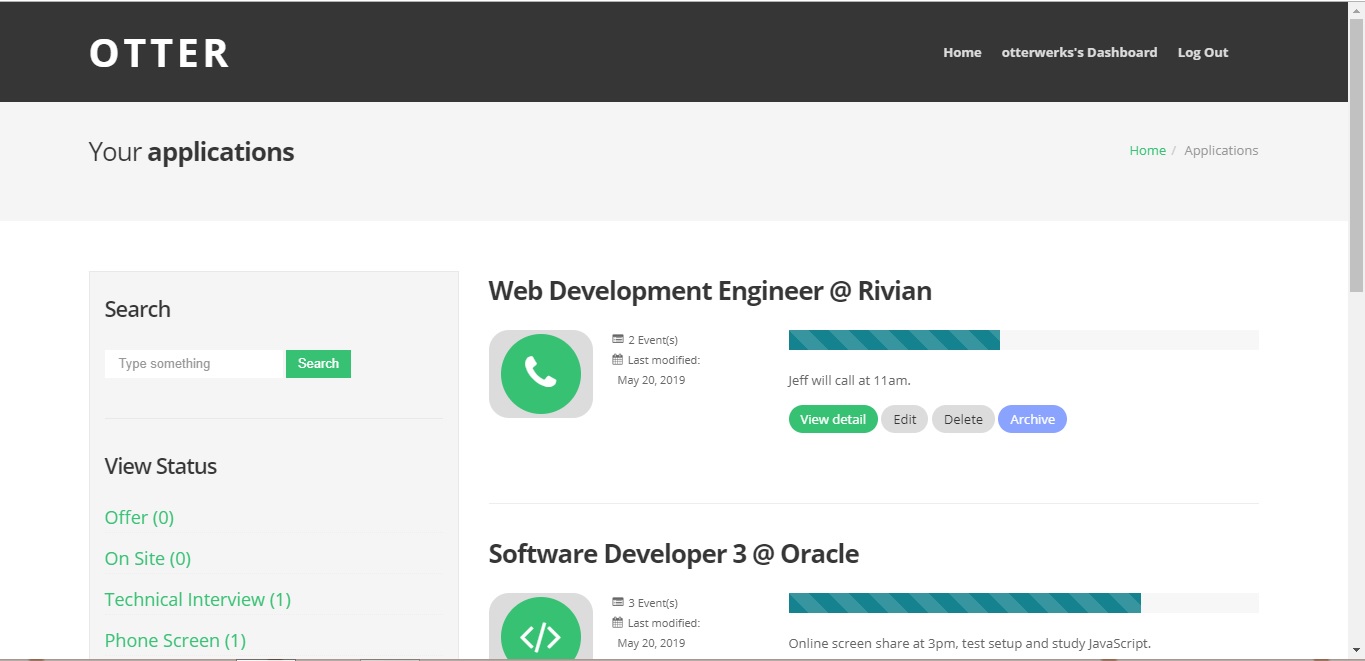 OTTER
Home otterwerks's Dashboard Log Out
Your applications
Home / Applications
Search
Type something Search
View Status
Offer (0)
On Site (0)
Technical Interview (1)
Phone Screen (1)
Web Development Engineer @ Rivian
2 Event(s)
Last modified:
May 20, 2019
Jeff will call at 11am.
View detail Edit Delete Archive
Software Developer 3 @ Oracle
3 Event(s)
Last modified:
May 20, 2019
Online screen share at 3pm, test setup and study JavaScript.